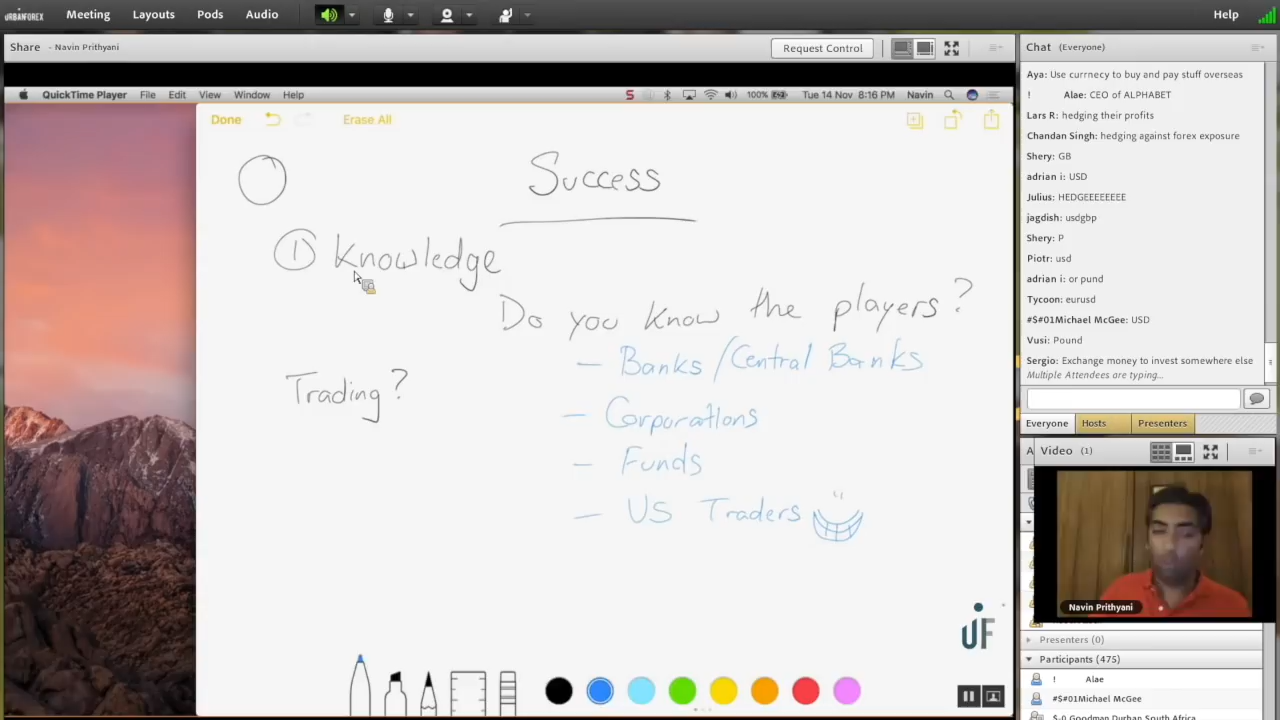 URBANFOREX Meeting Layouts Pods Audio Help
Share - Navin Prithyani
Request Control
QuickTime Player File Edit View Window Help
S 100% Tue 14 Nov 8:16 PM Navin
Done Erase All
Success
① Knowledge
Do you know the players?
– Banks / Central Banks
Trading?
– Corporations
– Funds
– US Traders
UF
Chat (Everyone)
Aya: Use currnecy to buy and pay stuff overseas
! Alae: CEO of ALPHABET
Lars R: hedging their profits
Chandan Singh: hedging against forex exposure
Shery: GB
adrian i: USD
Julius: HEDGEEEEEEE
jagdish: usdgbp
Shery: P
Piotr: usd
adrian i: or pund
Tycoon: eurusd
#$#01Michael McGee: USD
Vusi: Pound
Sergio: Exchange money to invest somewhere else
Multiple Attendees are typing...
Everyone Hosts Presenters
A
Video (1)
Navin Prithyani
Presenters (0)
Participants (475)
! Alae
#$#01Michael McGee
$-0 Goodman Durban South Africa